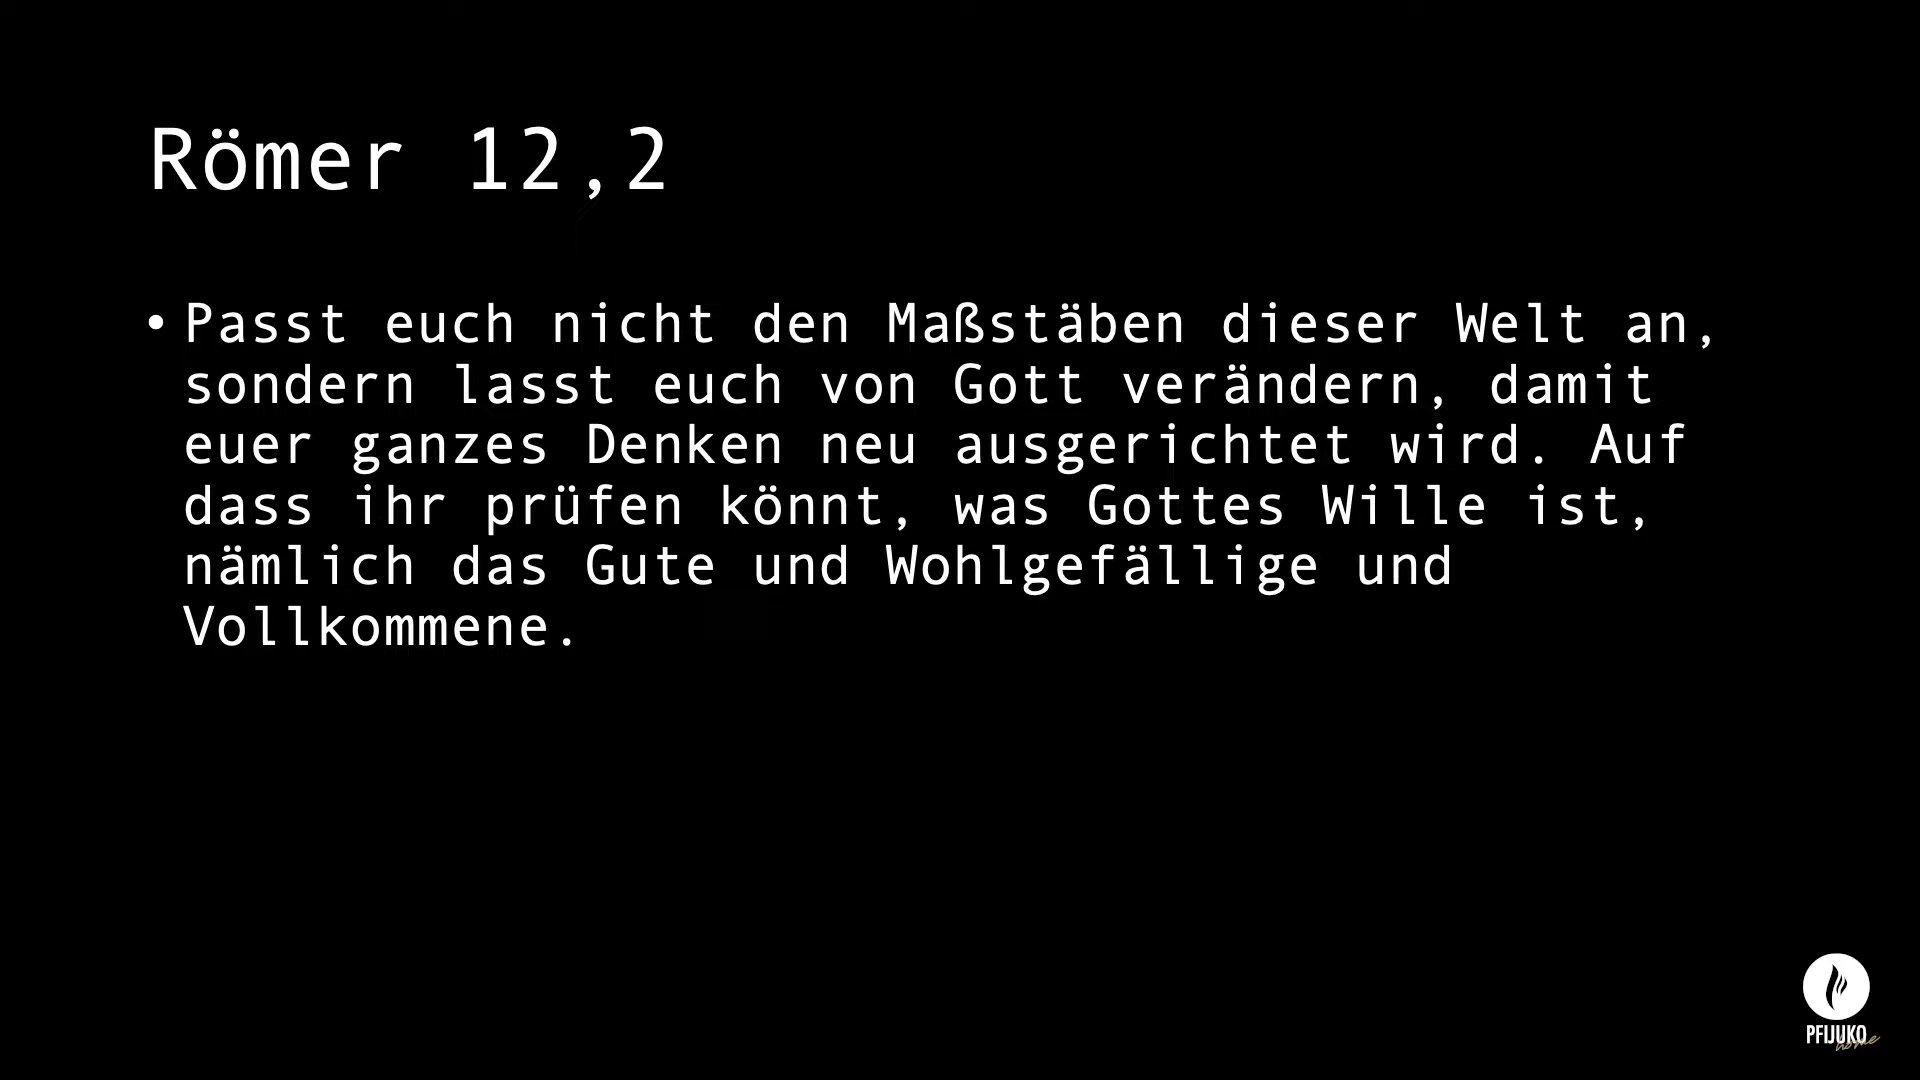 Römer 12,2
• Passt euch nicht den Maßstäben dieser Welt an,
sondern lasst euch von Gott verändern, damit
euer ganzes Denken neu ausgerichtet wird. Auf
dass ihr prüfen könnt, was Gottes Wille ist,
nämlich das Gute und Wohlgefällige und
Vollkommene.
PFIJUKO
home